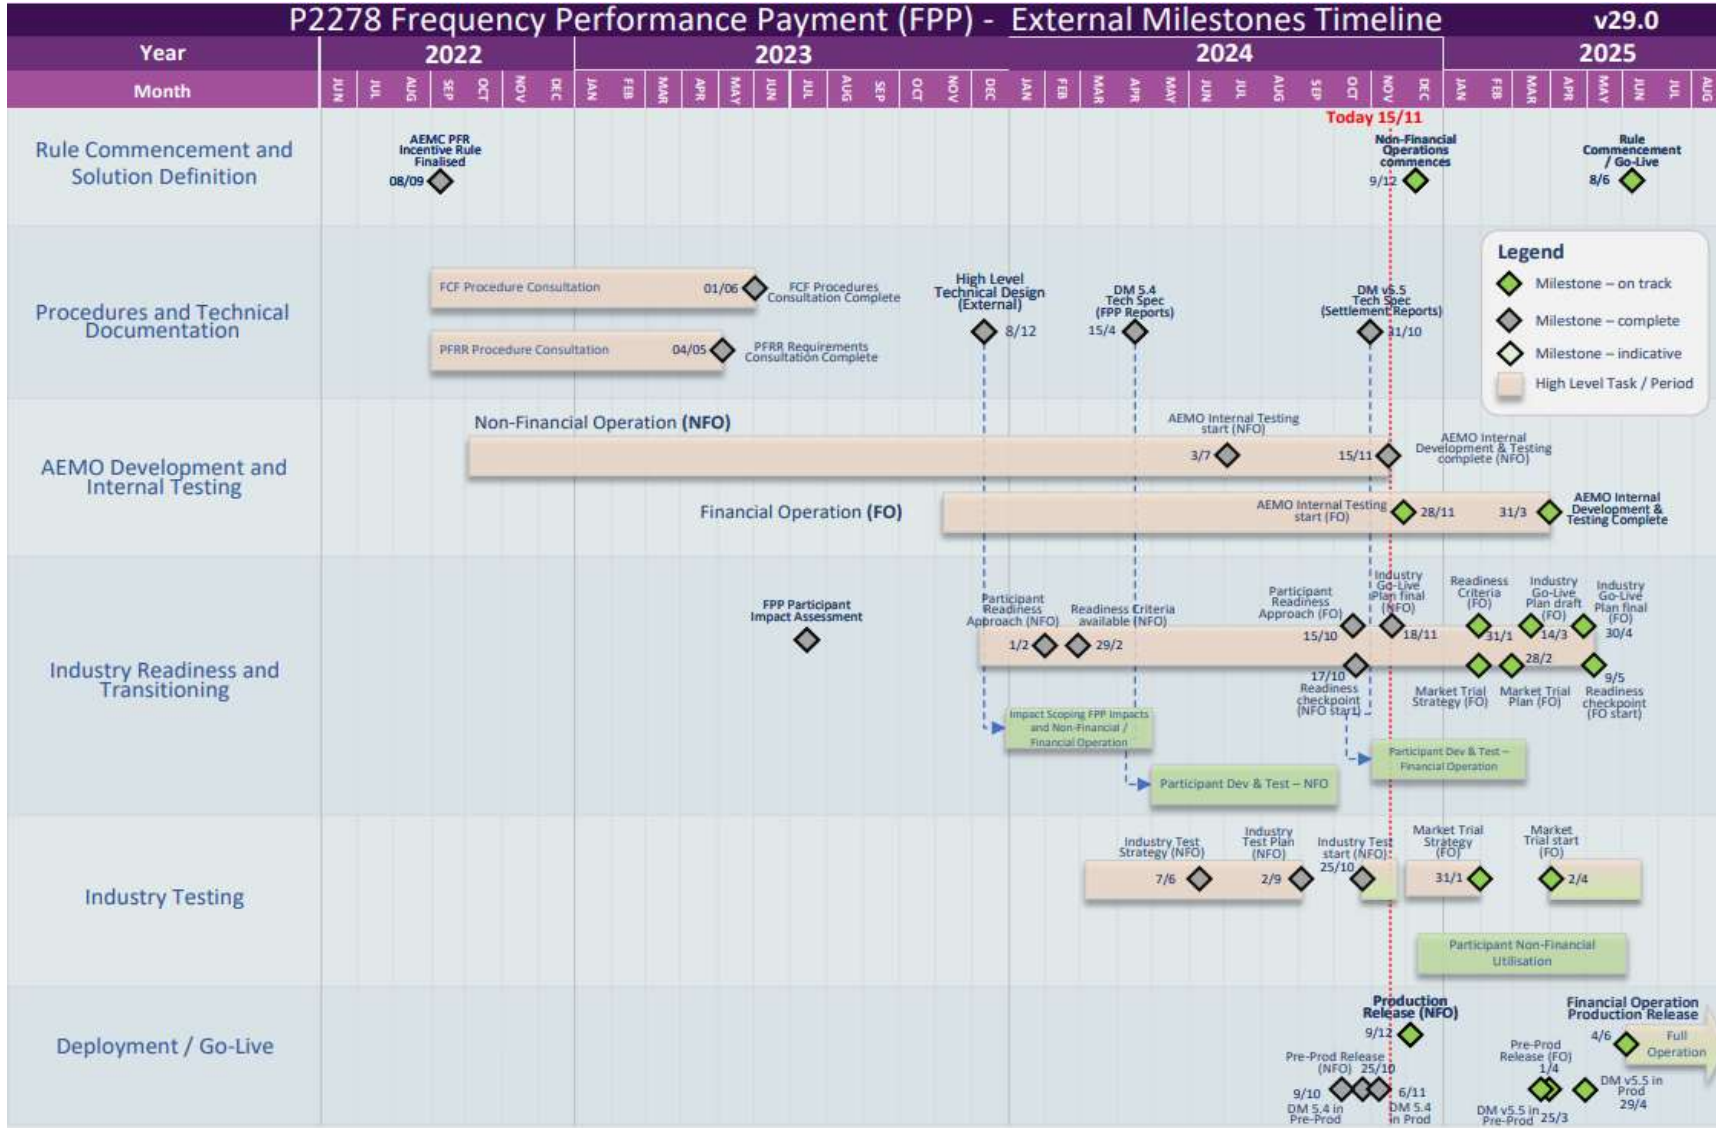 P2278 Frequency Performance Payment (FPP) - External Milestones Timeline v29.0
Year 2022 2023 2024 2025
Month JUN JUL AUG SEP OCT NOV DEC JAN FEB MAR APR MAY JUN JUL AUG SEP OCT NOV DEC JAN FEB MAR APR MAY JUN JUL AUG SEP OCT NOV DEC JAN FEB MAR APR MAY JUN JUL AUG
Today 15/11
Rule Commencement and
Solution Definition
AEMC PFR
Incentive Rule
Finalised
08/09
Non-Financial
Operations
commences
9/12
Rule
Commencement
/ Go-Live
8/6
Legend
Milestone – on track
Milestone – complete
Milestone – indicative
High Level Task / Period
Procedures and Technical
Documentation
FCF Procedure Consultation
01/06
FCF Procedures
Consultation Complete
PFRR Procedure Consultation
04/05
PFRR Requirements
Consultation Complete
High Level
Technical Design
(External)
8/12
DM 5.4
Tech Spec
(FPP Reports)
15/4
DM v5.5
Tech Spec
(Settlement Reports)
31/10
AEMO Development and
Internal Testing
Non-Financial Operation (NFO)
AEMO Internal Testing
start (NFO)
3/7
15/11
AEMO Internal
Development & Testing
complete (NFO)
Financial Operation (FO)
AEMO Internal Testing
start (FO)
28/11
31/3
AEMO Internal
Development &
Testing Complete
Industry Readiness and
Transitioning
FPP Participant
Impact Assessment
Participant
Readiness
Approach (NFO)
1/2
Readiness Criteria
available (NFO)
29/2
Participant
Readiness
Approach (FO)
15/10
Industry
Go-Live
Plan final
(NFO)
18/11
Readiness
Criteria
(FO)
31/1
Industry
Go-Live
Plan draft
(FO)
14/3
Industry
Go-Live
Plan final
(FO)
30/4
17/10
Readiness
checkpoint
(NFO start)
Market Trial
Strategy (FO)
28/2
Market Trial
Plan (FO)
9/5
Readiness
checkpoint
(FO start)
Impact Scoping FPP Impacts
and Non-Financial /
Financial Operation
Participant Dev & Test – NFO
Participant Dev & Test –
Financial Operation
Industry Testing
Industry Test
Strategy (NFO)
7/6
Industry
Test Plan
(NFO)
2/9
Industry Test
start (NFO)
25/10
Market Trial
Strategy
(FO)
31/1
Market
Trial start
(FO)
2/4
Participant Non-Financial
Utilisation
Deployment / Go-Live
Production
Release (NFO)
9/12
Pre-Prod Release
(NFO) 25/10
9/10
DM 5.4 in
Pre-Prod
6/11
DM 5.4
in Prod
Financial Operation
Production Release
4/6
Full
Operation
Pre-Prod
Release (FO)
1/4
DM v5.5 in
Pre-Prod 25/3
DM v5.5 in
Prod
29/4